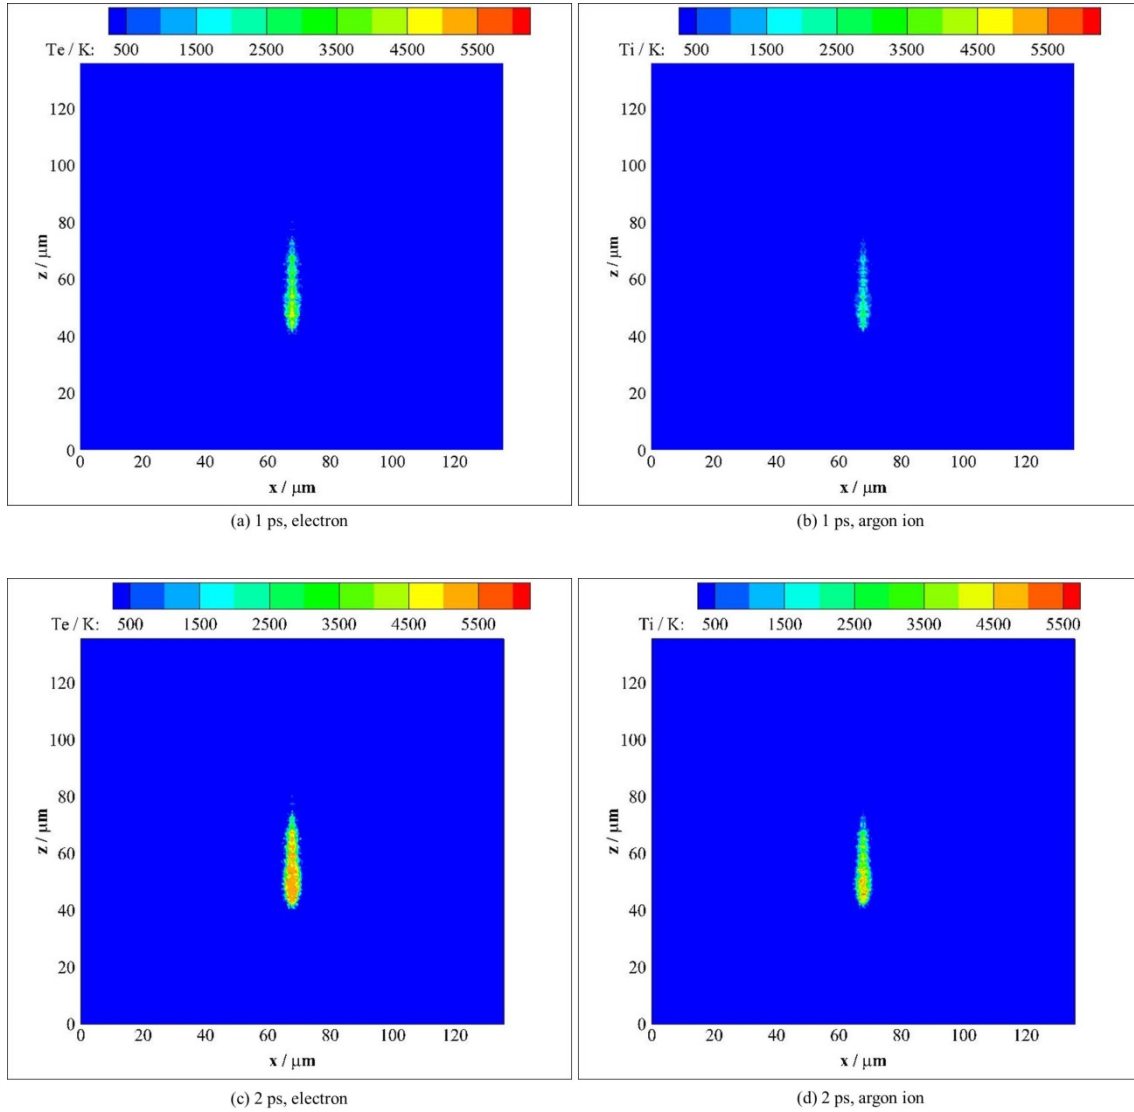 Te / K: 500 1500 2500 3500 4500 5500
z / μm
120
100
80
60
40
20
0
0 20 40 60 80 100 120
x / μm
(a) 1 ps, electron
Ti / K: 500 1500 2500 3500 4500 5500
z / μm
120
100
80
60
40
20
0
0 20 40 60 80 100 120
x / μm
(b) 1 ps, argon ion
Te / K: 500 1500 2500 3500 4500 5500
z / μm
120
100
80
60
40
20
0
0 20 40 60 80 100 120
x / μm
(c) 2 ps, electron
Ti / K: 500 1500 2500 3500 4500 5500
z / μm
120
100
80
60
40
20
0
0 20 40 60 80 100 120
x / μm
(d) 2 ps, argon ion